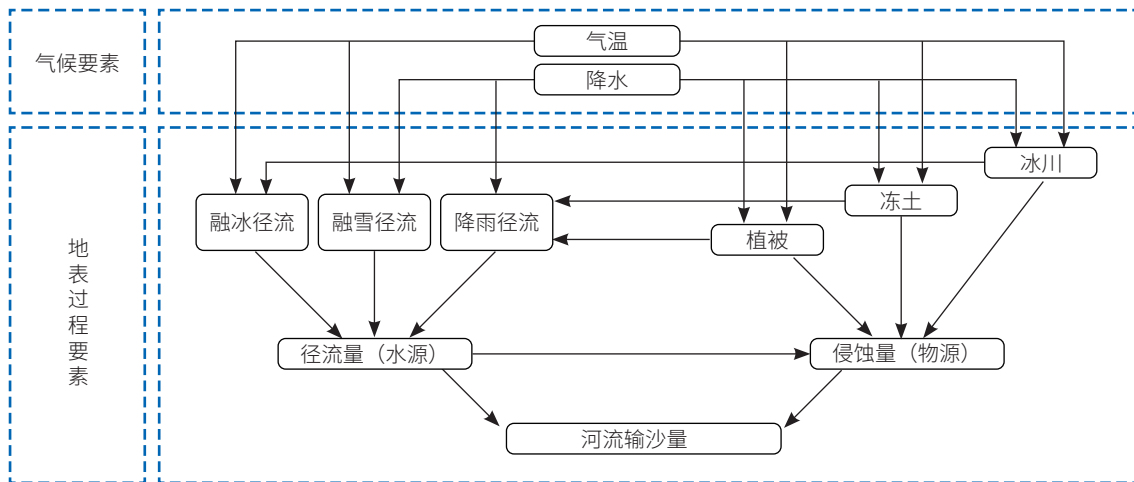 气候要素
气温
降水
地表过程要素
冰川
冻土
融冰径流
融雪径流
降雨径流
植被
径流量（水源）
侵蚀量（物源）
河流输沙量